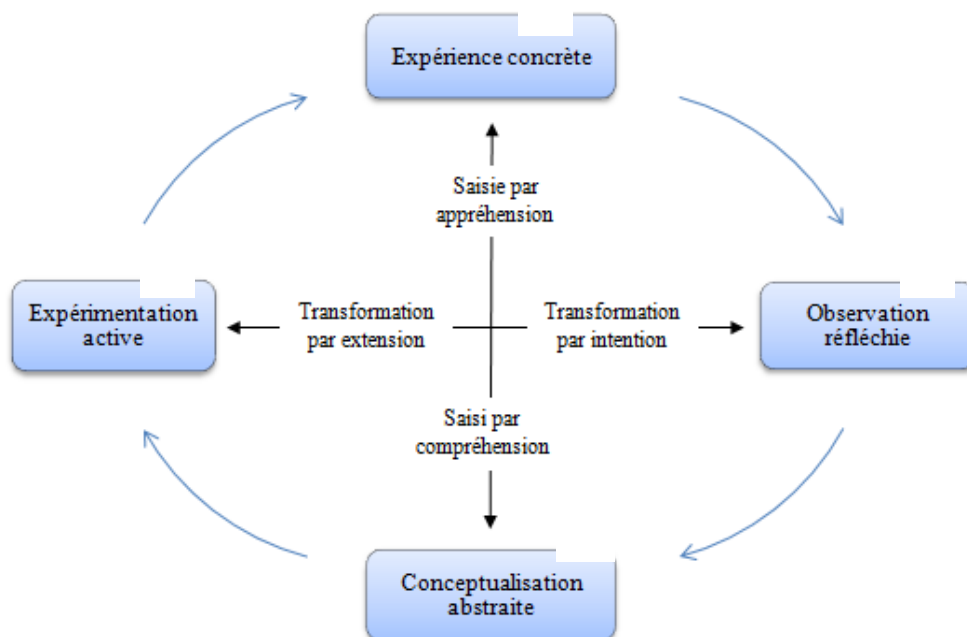 Expérience concrète
Saisie par
appréhension
Expérimentation
active
Transformation
par extension
Transformation
par intention
Observation
réfléchie
Saisi par
compréhension
Conceptualisation
abstraite